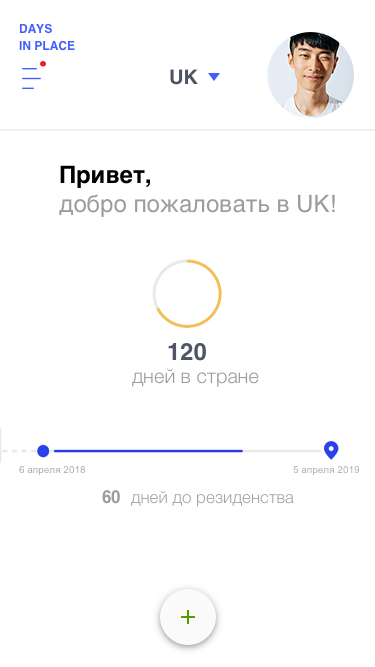 DAYS
IN PLACE
UK
Привет,
добро пожаловать в UK!
120
дней в стране
6 апреля 2018
5 апреля 2019
60 дней до резиденства